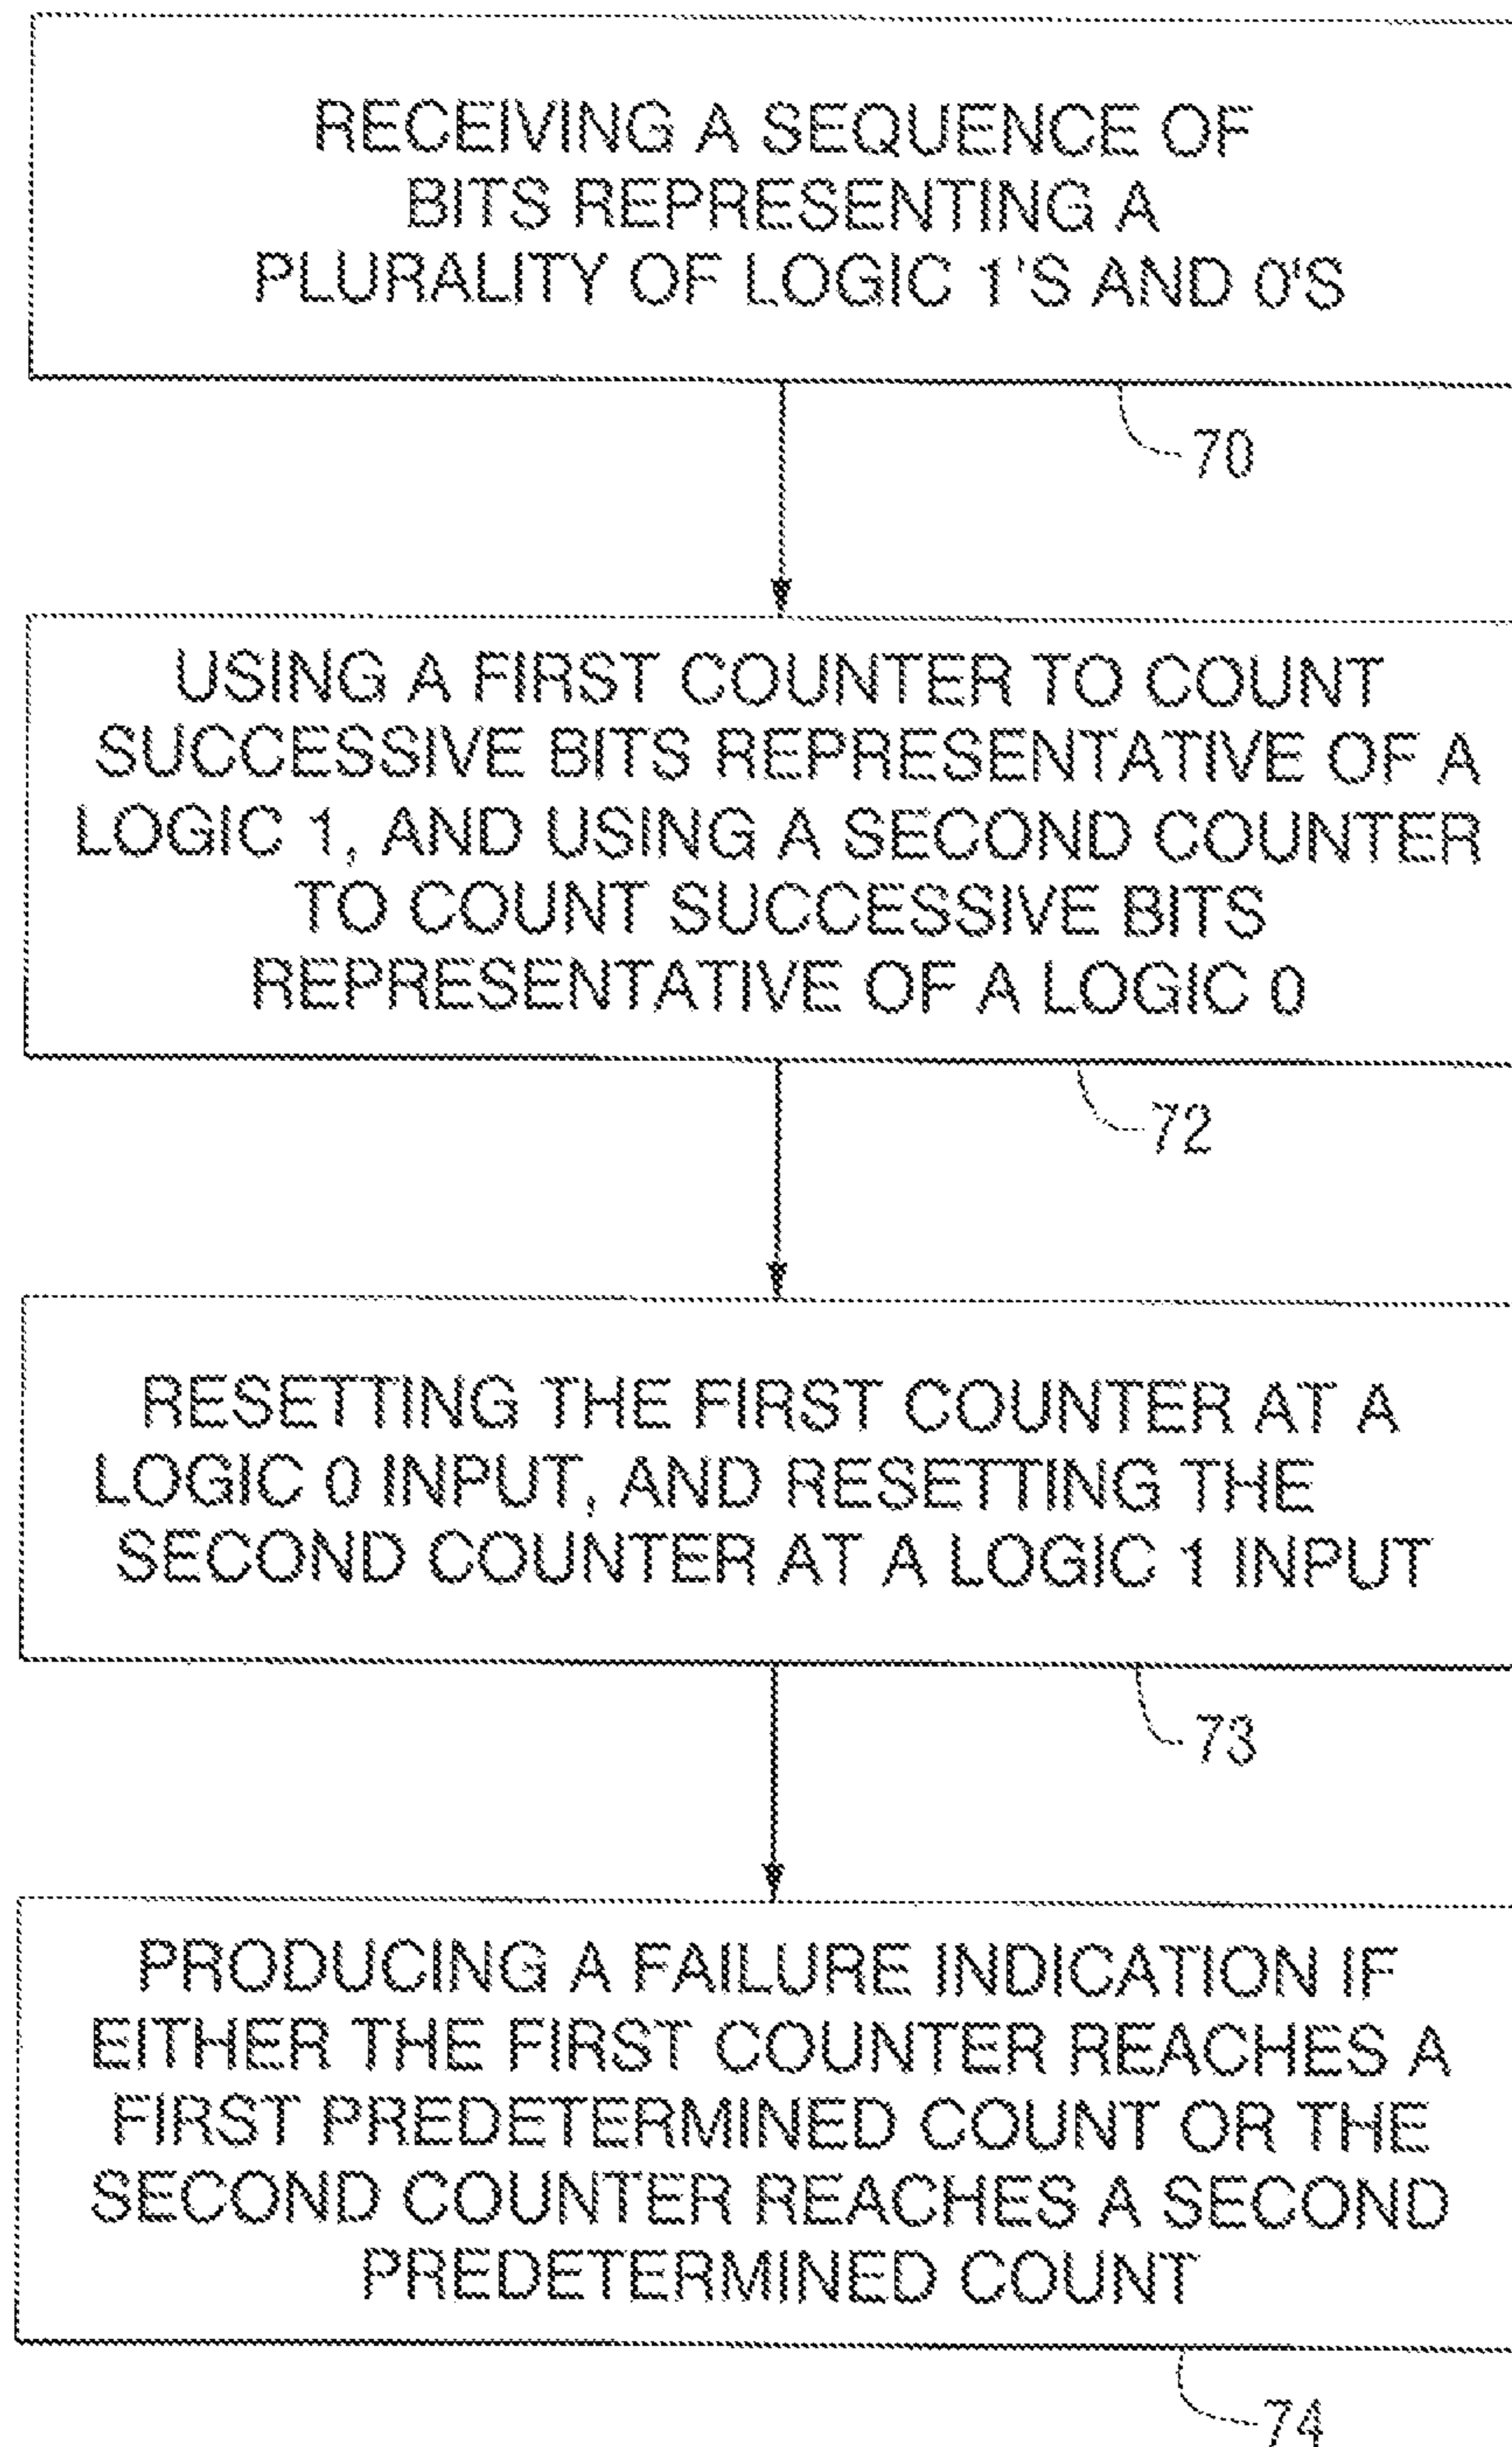 RECEIVING A SEQUENCE OF
BITS REPRESENTING A
PLURALITY OF LOGIC 1'S AND 0'S
70
USING A FIRST COUNTER TO COUNT
SUCCESSIVE BITS REPRESENTATIVE OF A
LOGIC 1, AND USING A SECOND COUNTER
TO COUNT SUCCESSIVE BITS
REPRESENTATIVE OF A LOGIC 0
72
RESETTING THE FIRST COUNTER AT A
LOGIC 0 INPUT, AND RESETTING THE
SECOND COUNTER AT A LOGIC 1 INPUT
73
PRODUCING A FAILURE INDICATION IF
EITHER THE FIRST COUNTER REACHES A
FIRST PREDETERMINED COUNT OR THE
SECOND COUNTER REACHES A SECOND
PREDETERMINED COUNT
74